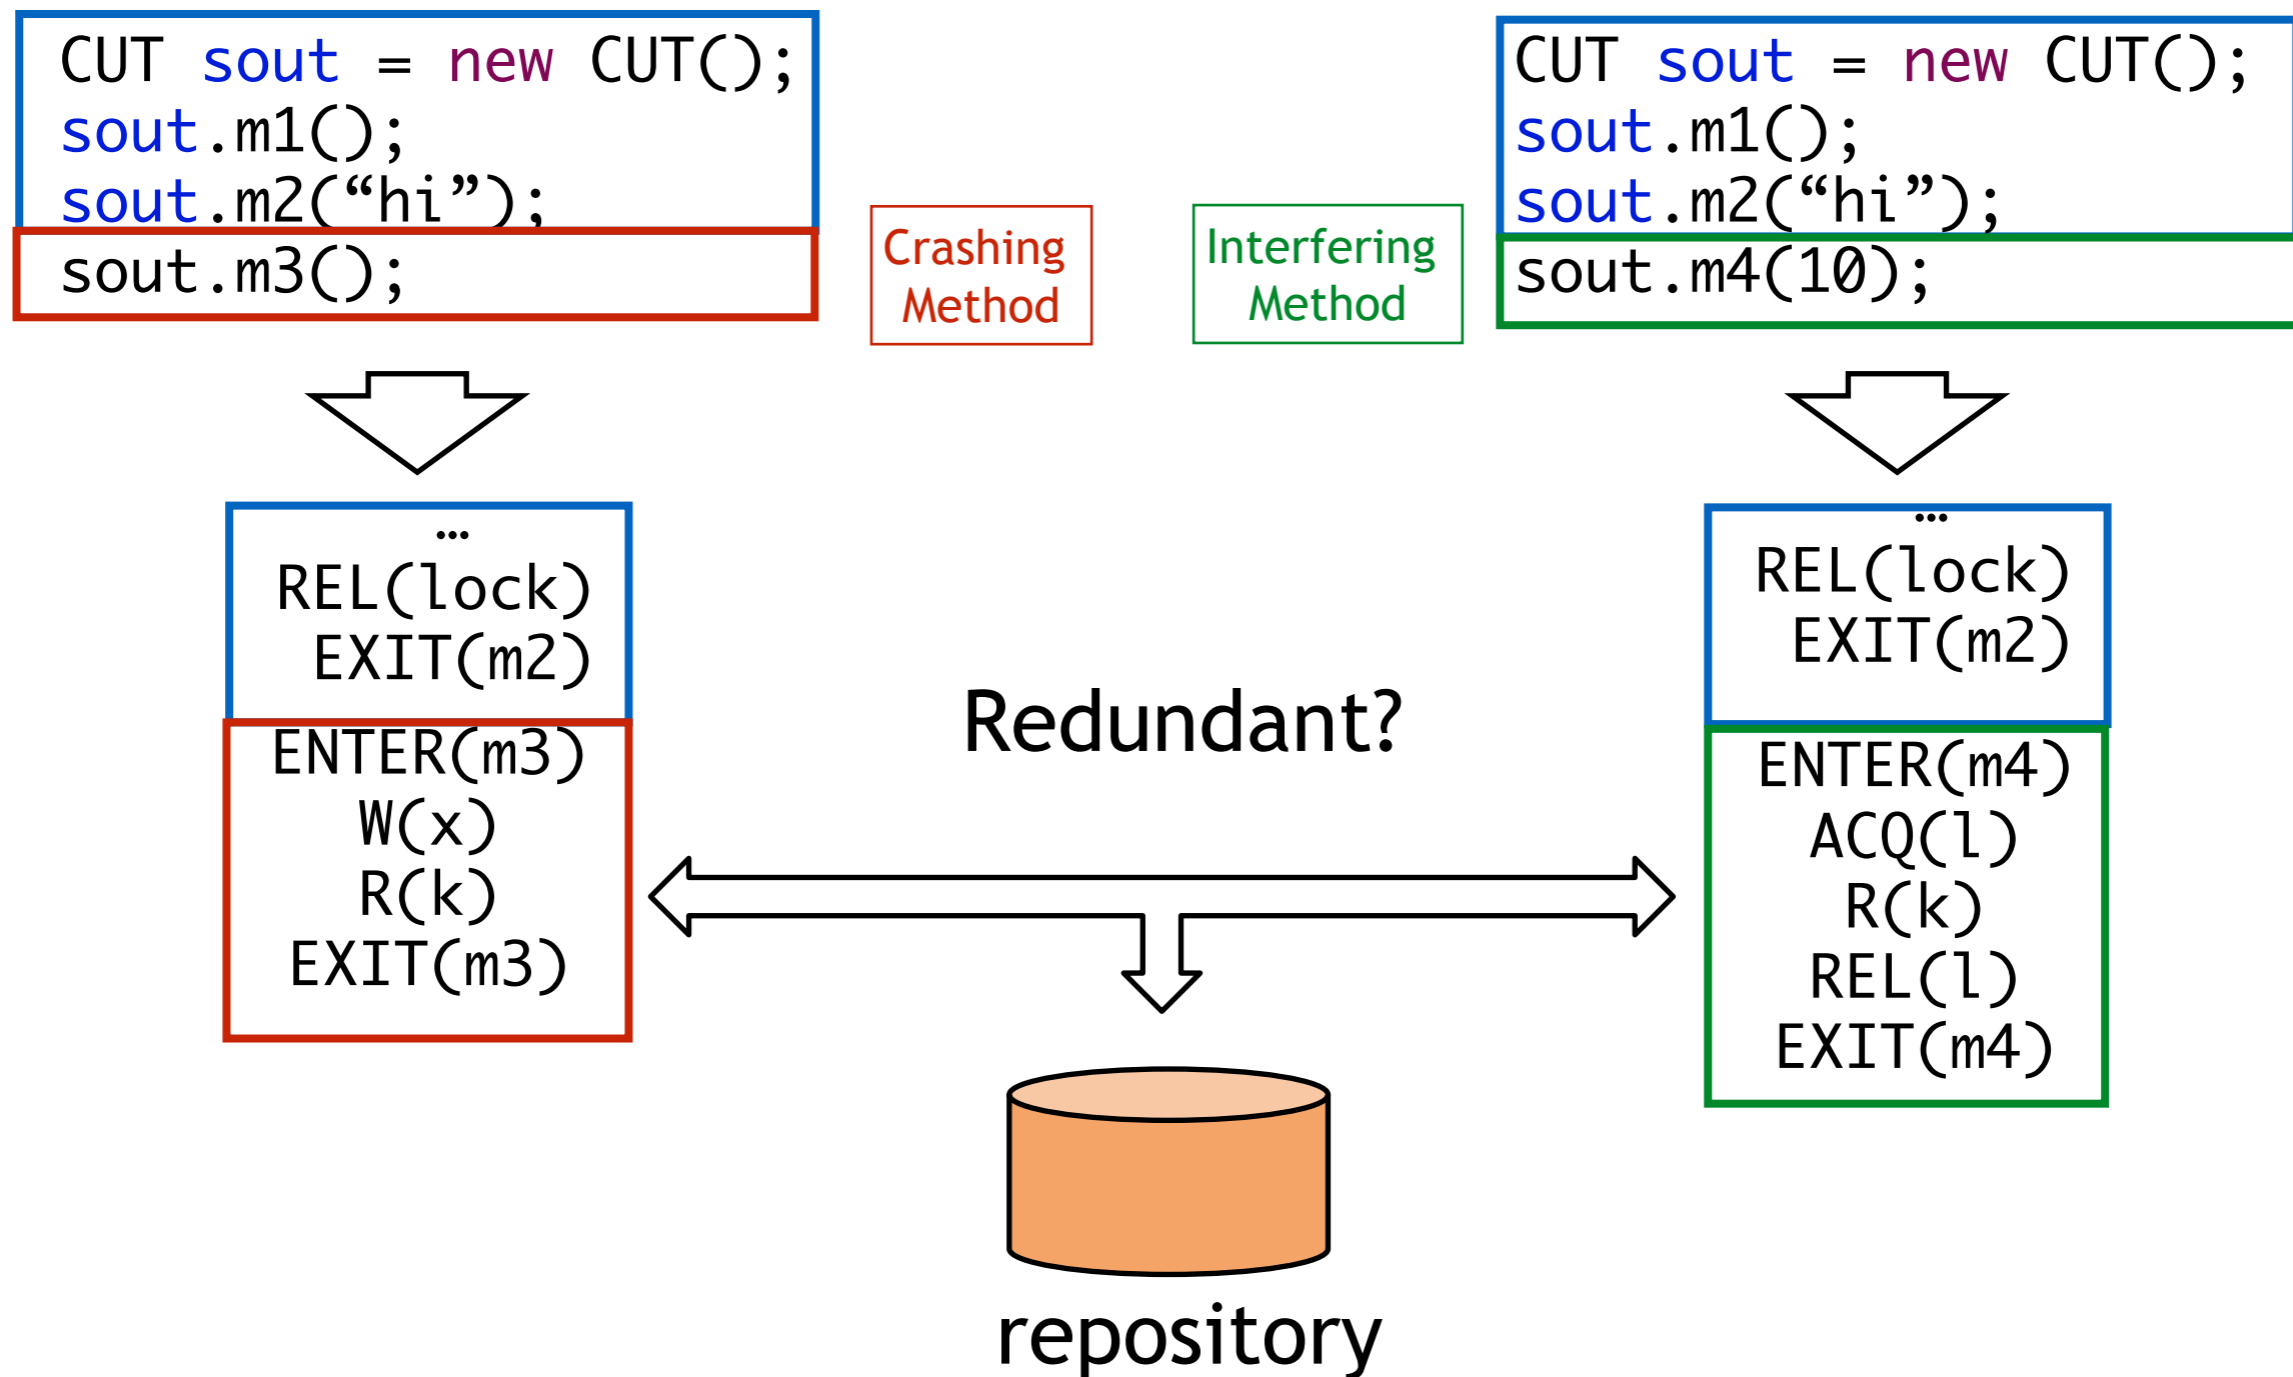 CUT sout = new CUT();
sout.m1();
sout.m2(“hi”);
sout.m3();
Crashing
Method
Interfering
Method
CUT sout = new CUT();
sout.m1();
sout.m2(“hi”);
sout.m4(10);
…
REL(lock)
EXIT(m2)
ENTER(m3)
W(x)
R(k)
EXIT(m3)
Redundant?
…
REL(lock)
EXIT(m2)
ENTER(m4)
ACQ(l)
R(k)
REL(l)
EXIT(m4)
repository